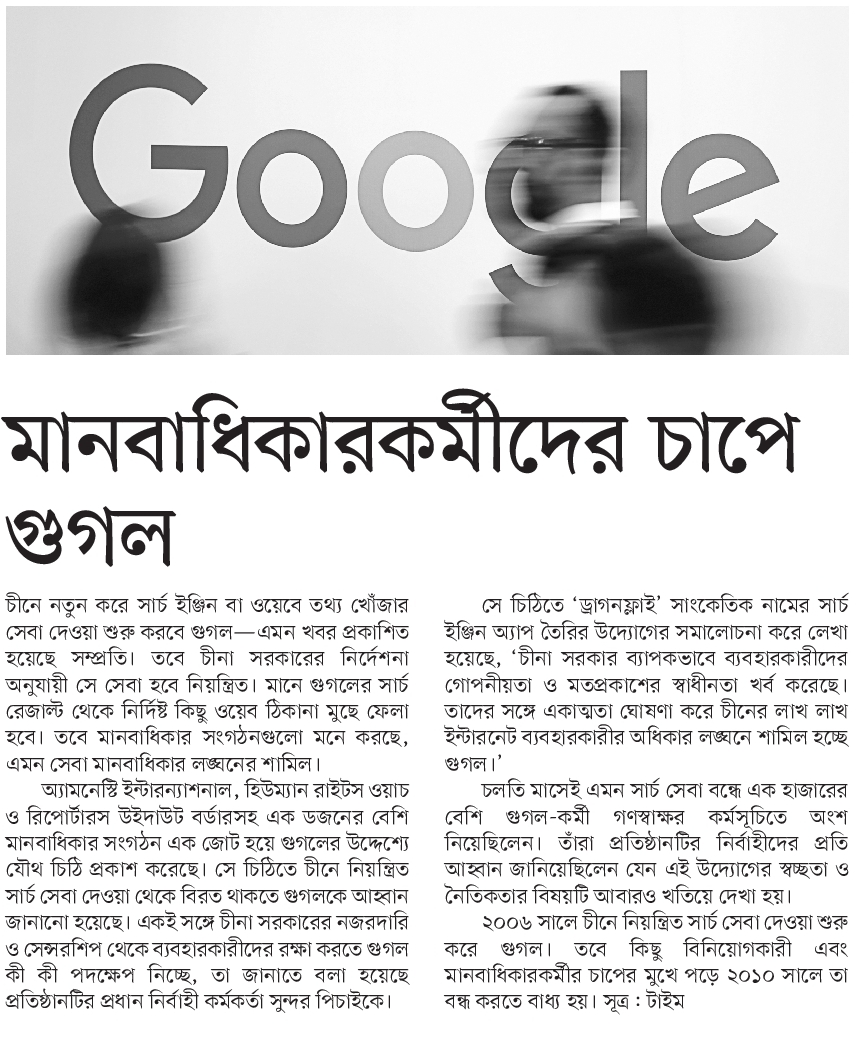 Google
মানবাধিকারকর্মীদের চাপে
গুগল
চীনে নতুন করে সার্চ ইঞ্জিন বা ওয়েবে তথ্য খোঁজার
সেবা দেওয়া শুরু করবে গুগল—এমন খবর প্রকাশিত
হয়েছে সম্প্রতি। তবে চীনা সরকারের নির্দেশনা
অনুযায়ী সে সেবা হবে নিয়ন্ত্রিত। মানে গুগলের সার্চ
রেজাল্ট থেকে নির্দিষ্ট কিছু ওয়েব ঠিকানা মুছে ফেলা
হবে। তবে মানবাধিকার সংগঠনগুলো মনে করছে,
এমন সেবা মানবাধিকার লঙ্ঘনের শামিল।
অ্যামনেস্টি ইন্টারন্যাশনাল, হিউম্যান রাইটস ওয়াচ
ও রিপোর্টারস উইদাউট বর্ডারসহ এক ডজনের বেশি
মানবাধিকার সংগঠন এক জোট হয়ে গুগলের উদ্দেশ্যে
যৌথ চিঠি প্রকাশ করেছে। সে চিঠিতে চীনে নিয়ন্ত্রিত
সার্চ সেবা দেওয়া থেকে বিরত থাকতে গুগলকে আহ্বান
জানানো হয়েছে। একই সঙ্গে চীনা সরকারের নজরদারি
ও সেন্সরশিপ থেকে ব্যবহারকারীদের রক্ষা করতে গুগল
কী কী পদক্ষেপ নিচ্ছে, তা জানাতে বলা হয়েছে
প্রতিষ্ঠানটির প্রধান নির্বাহী কর্মকর্তা সুন্দর পিচাইকে।
সে চিঠিতে ‘ড্রাগনফ্লাই’ সাংকেতিক নামের সার্চ
ইঞ্জিন অ্যাপ তৈরির উদ্যোগের সমালোচনা করে লেখা
হয়েছে, ‘চীনা সরকার ব্যাপকভাবে ব্যবহারকারীদের
গোপনীয়তা ও মতপ্রকাশের স্বাধীনতা খর্ব করেছে।
তাদের সঙ্গে একাত্মতা ঘোষণা করে চীনের লাখ লাখ
ইন্টারনেট ব্যবহারকারীর অধিকার লঙ্ঘনে শামিল হচ্ছে
গুগল।’
চলতি মাসেই এমন সার্চ সেবা বন্ধে এক হাজারের
বেশি গুগল-কর্মী গণস্বাক্ষর কর্মসূচিতে অংশ
নিয়েছিলেন। তাঁরা প্রতিষ্ঠানটির নির্বাহীদের প্রতি
আহ্বান জানিয়েছিলেন যেন এই উদ্যোগের স্বচ্ছতা ও
নৈতিকতার বিষয়টি আবারও খতিয়ে দেখা হয়।
২০০৬ সালে চীনে নিয়ন্ত্রিত সার্চ সেবা দেওয়া শুরু
করে গুগল। তবে কিছু বিনিয়োগকারী এবং
মানবাধিকারকর্মীর চাপের মুখে পড়ে ২০১০ সালে তা
বন্ধ করতে বাধ্য হয়। সূত্র : টাইম